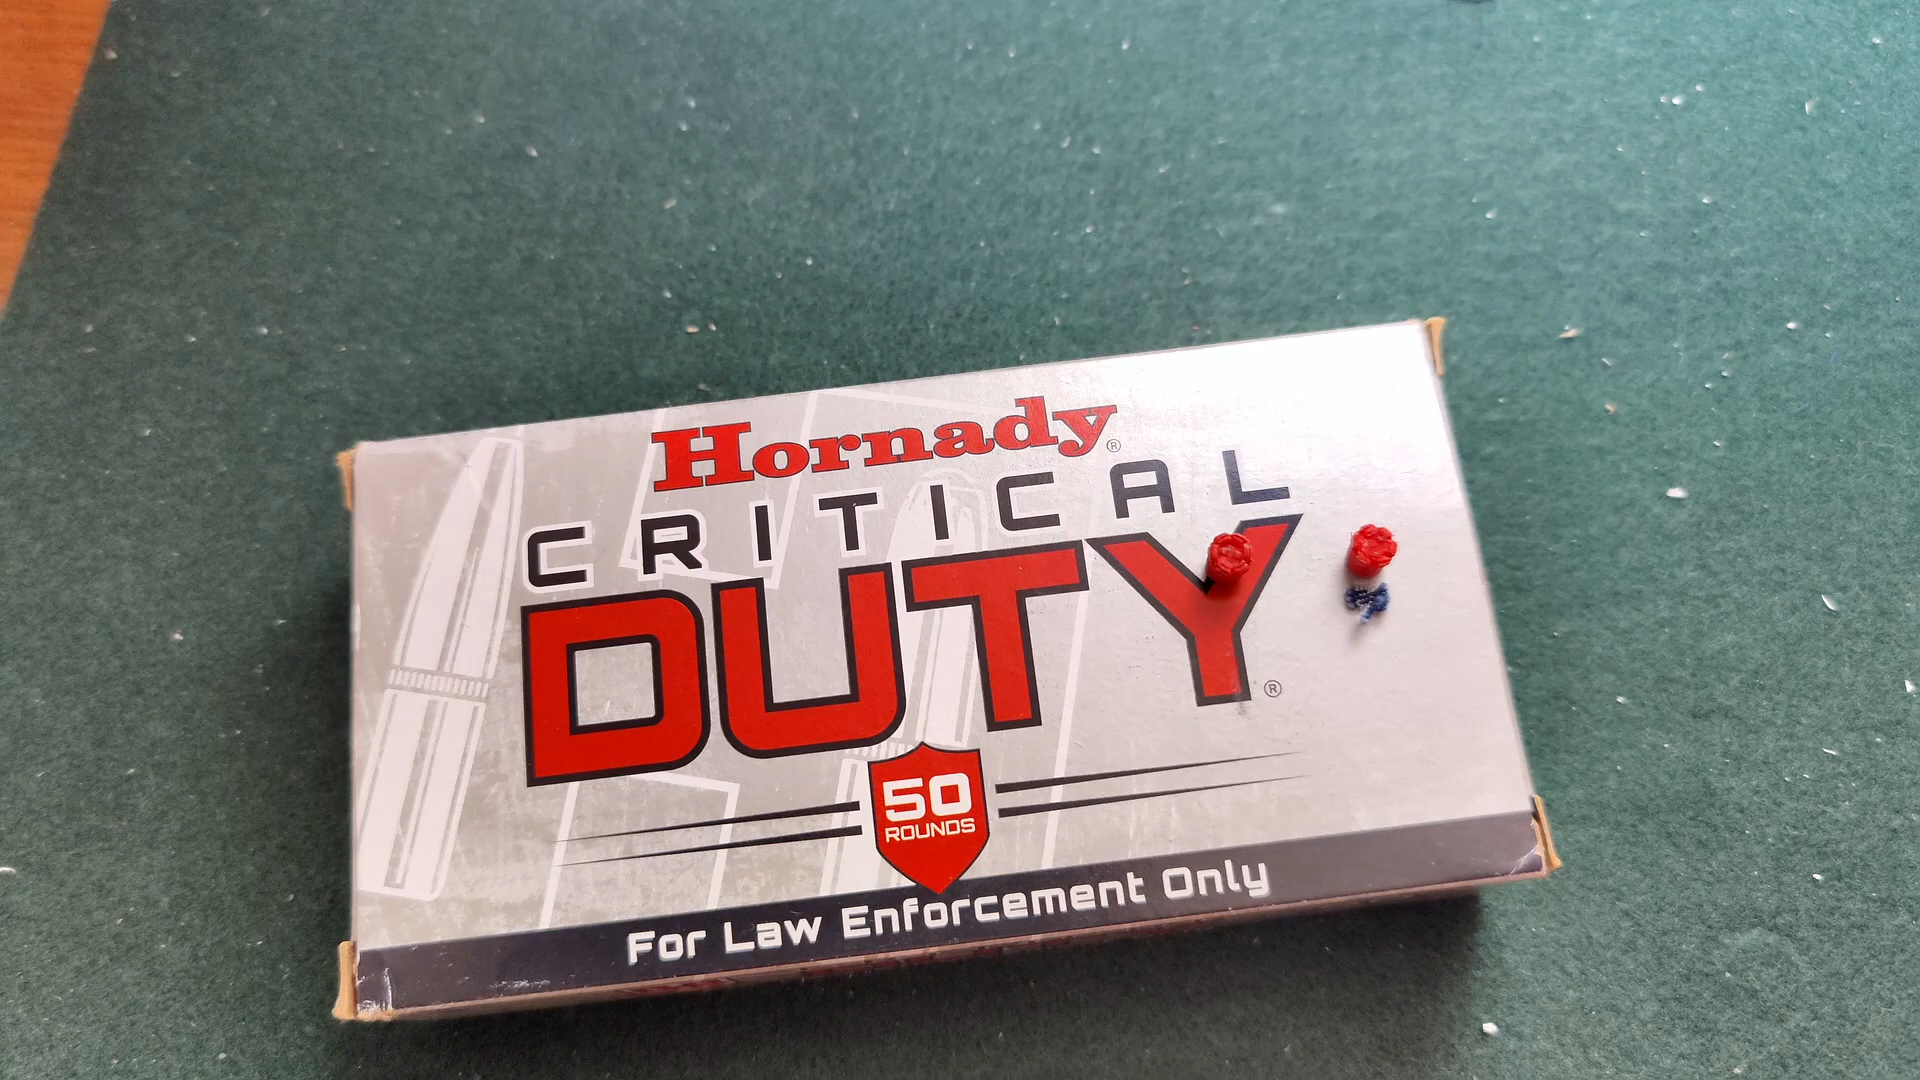 Hornady®
CRITICAL
DUTY®
50
ROUNDS
For Law Enforcement Only